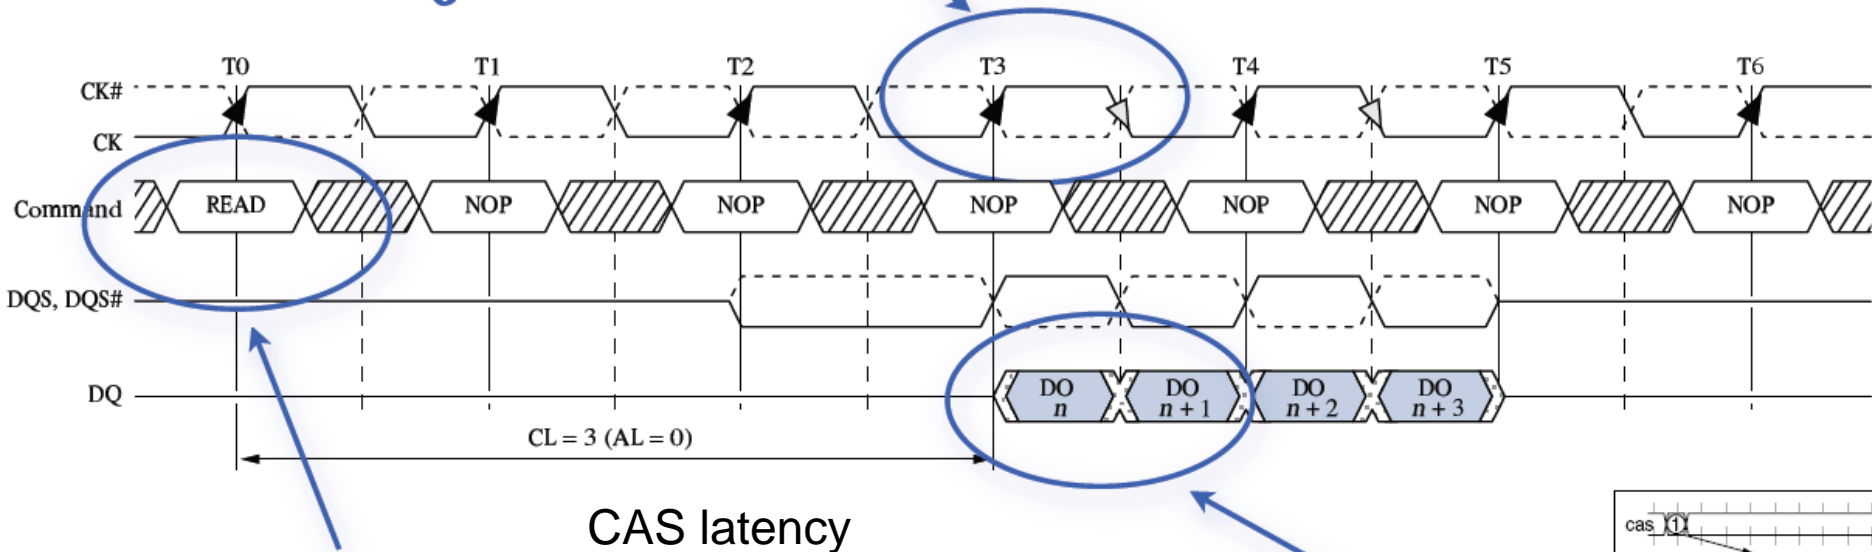 T0 T1 T2 T3 T4 T5 T6
CK#
CK
Command READ NOP NOP NOP NOP NOP NOP
DQS, DQS#
DQ DO n DO n + 1 DO n + 2 DO n + 3
CL = 3 (AL = 0)
CAS latency
cas 1